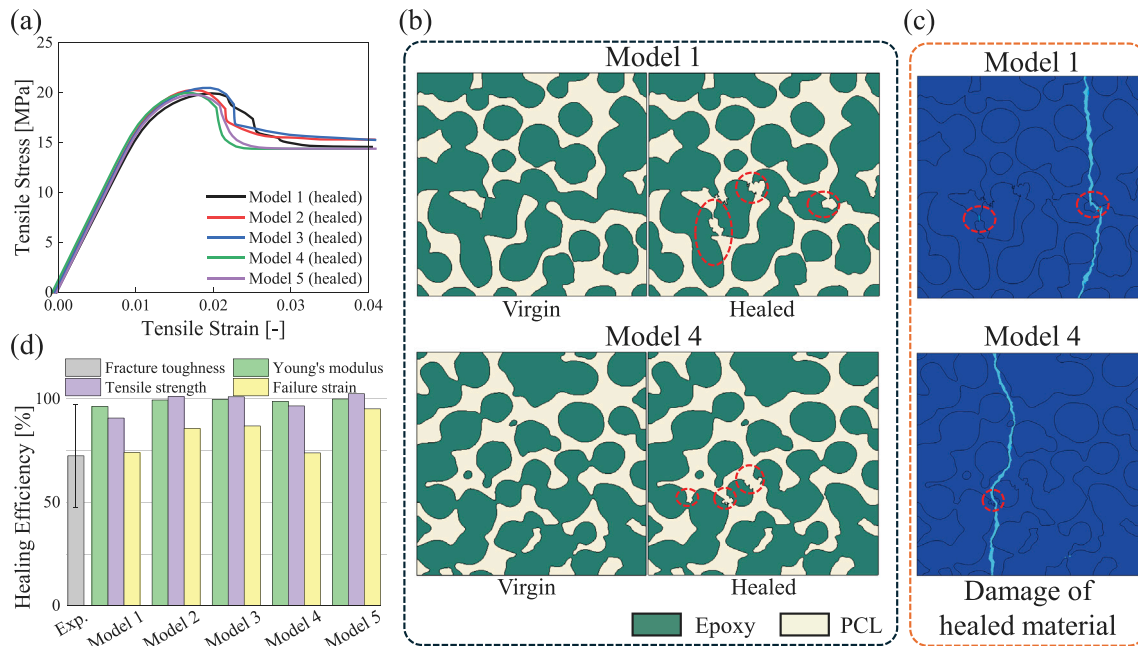 (a)
25
20
15
10
5
0
Tensile Stress [MPa]
0.00
0.01
0.02
0.03
0.04
Tensile Strain [-]
Model 1 (healed)
Model 2 (healed)
Model 3 (healed)
Model 4 (healed)
Model 5 (healed)
(b)
Model 1
Virgin
Healed
Model 4
Virgin
Healed
Epoxy
PCL
(c)
Model 1
Model 4
Damage of
healed material
(d)
Fracture toughness
Young's modulus
Tensile strength
Failure strain
100
50
0
Healing Efficiency [%]
Exp.
Model 1
Model 2
Model 3
Model 4
Model 5